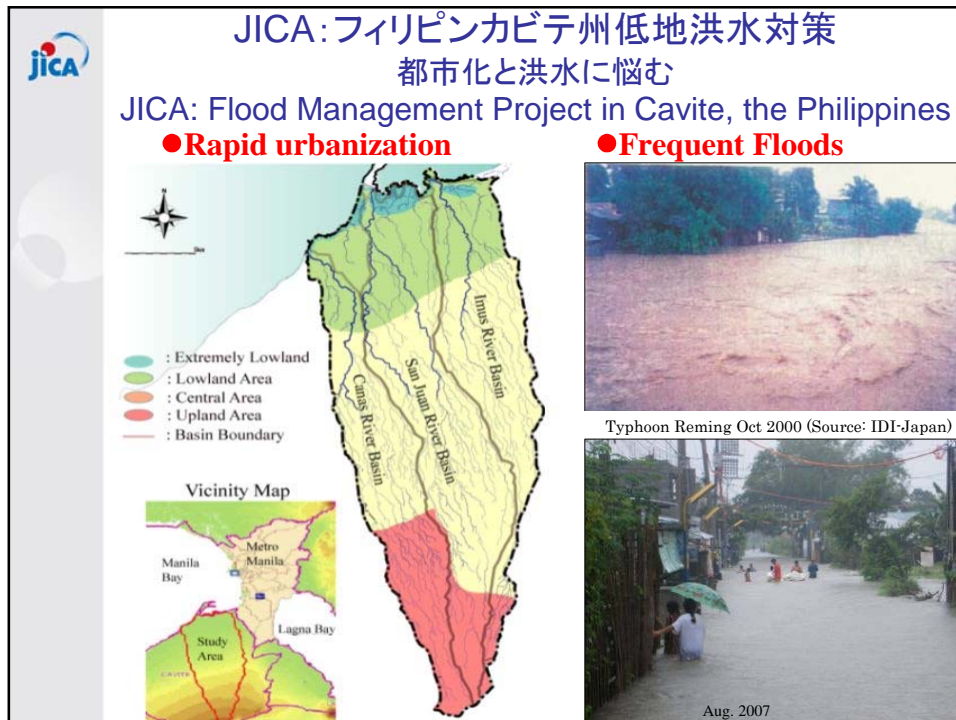 jICA
JICA:フィリピンカビテ州低地洪水対策
都市化と洪水に悩む
JICA: Flood Management Project in Cavite, the Philippines
●Rapid urbanization
●Frequent Floods
N
: Extremely Lowland
: Lowland Area
: Central Area
: Upland Area
: Basin Boundary
Canas River Basin
San Juan River Basin
Imus River Basin
Vicinity Map
Metro
Manila
Manila
Bay
Lagna Bay
Study
Area
Typhoon Reming Oct 2000 (Source: IDI-Japan)
Aug. 2007